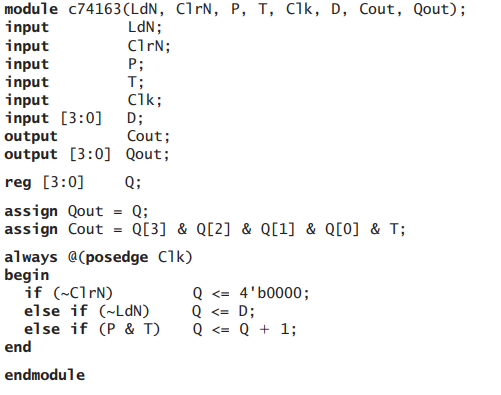 module c74163(LdN, ClrN, P, T, Clk, D, Cout, Qout);
input LdN;
input ClrN;
input P;
input T;
input Clk;
input [3:0] D;
output Cout;
output [3:0] Qout;
reg [3:0] Q;
assign Qout = Q;
assign Cout = Q[3] & Q[2] & Q[1] & Q[0] & T;
always @(posedge Clk)
begin
if (~ClrN) Q <= 4'b0000;
else if (~LdN) Q <= D;
else if (P & T) Q <= Q + 1;
end
endmodule